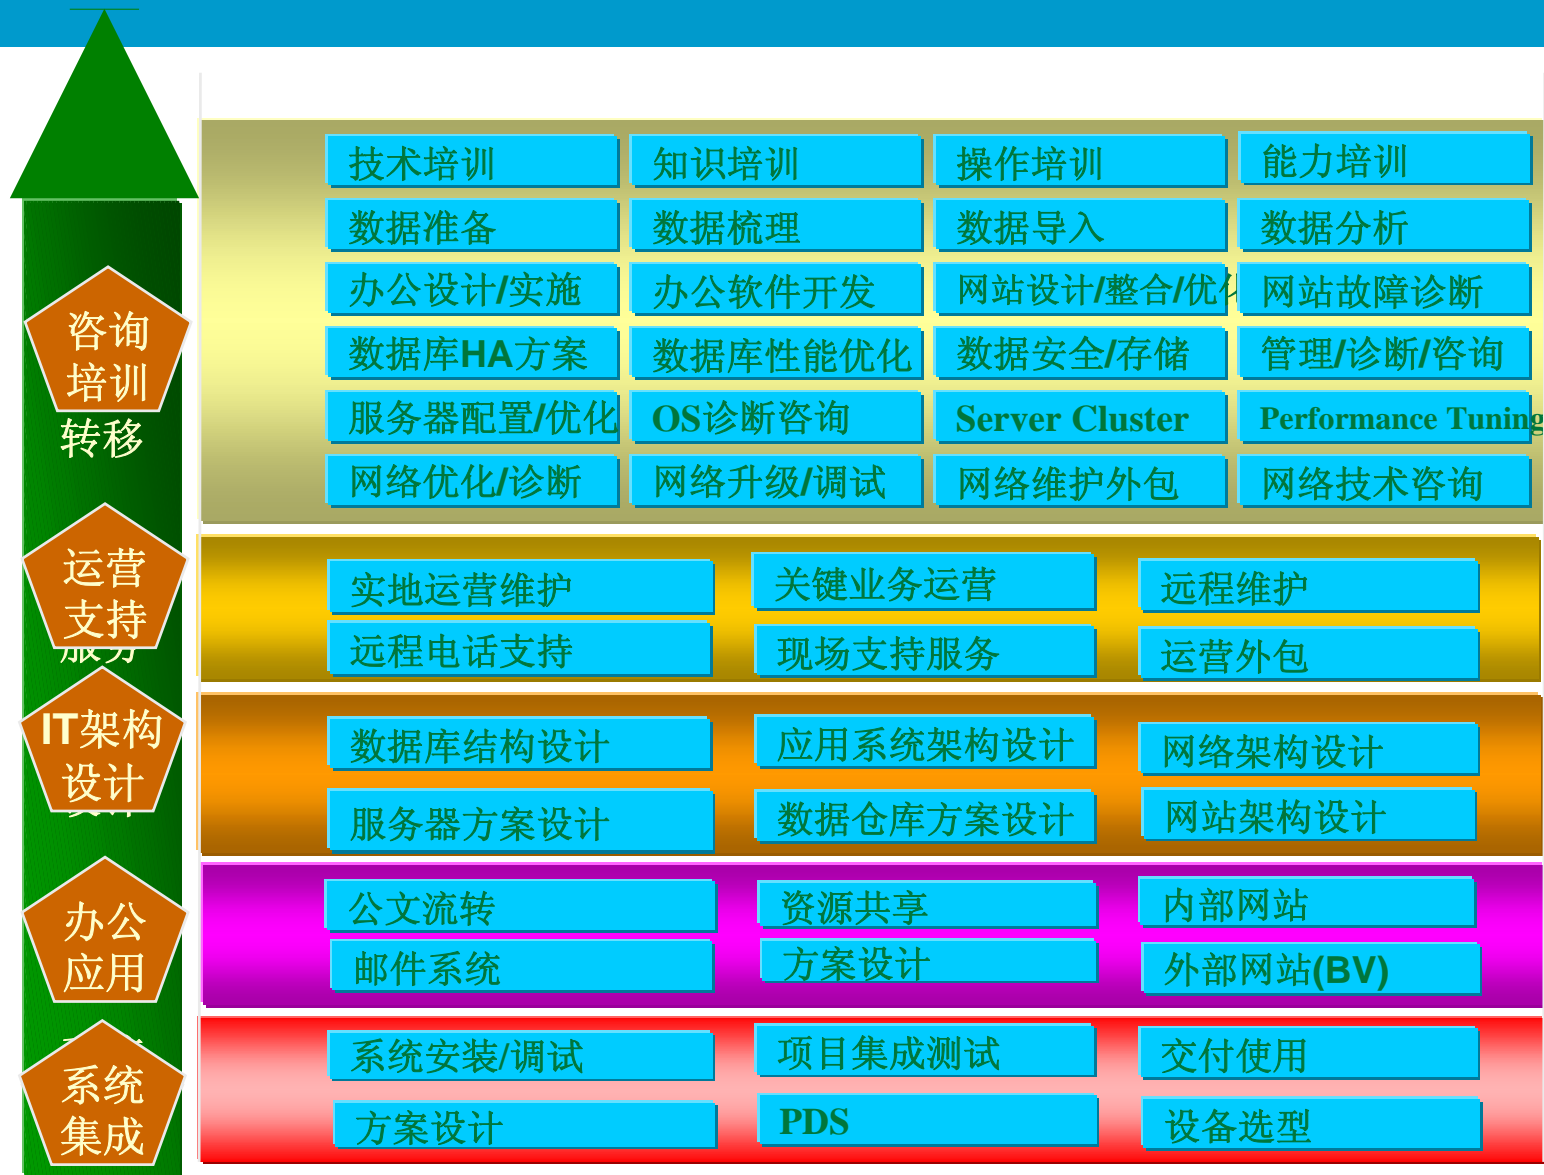 技术培训 知识培训 操作培训 能力培训
数据准备 数据梳理 数据导入 数据分析
办公设计/实施 办公软件开发 网站设计/整合/优化 网站故障诊断
数据库HA方案 数据库性能优化 数据安全/存储 管理/诊断/咨询
服务器配置/优化 OS诊断咨询 Server Cluster Performance Tuning
网络优化/诊断 网络升级/调试 网络维护外包 网络技术咨询
咨询
培训
转移
实地运营维护 关键业务运营 远程维护
远程电话支持 现场支持服务 运营外包
运营
支持
服务
数据库结构设计 应用系统架构设计 网络架构设计
服务器方案设计 数据仓库方案设计 网站架构设计
IT架构
设计
设计
公文流转 资源共享 内部网站
邮件系统 方案设计 外部网站(BV)
办公
应用
系统安装/调试 项目集成测试 交付使用
方案设计 PDS 设备选型
系统
集成